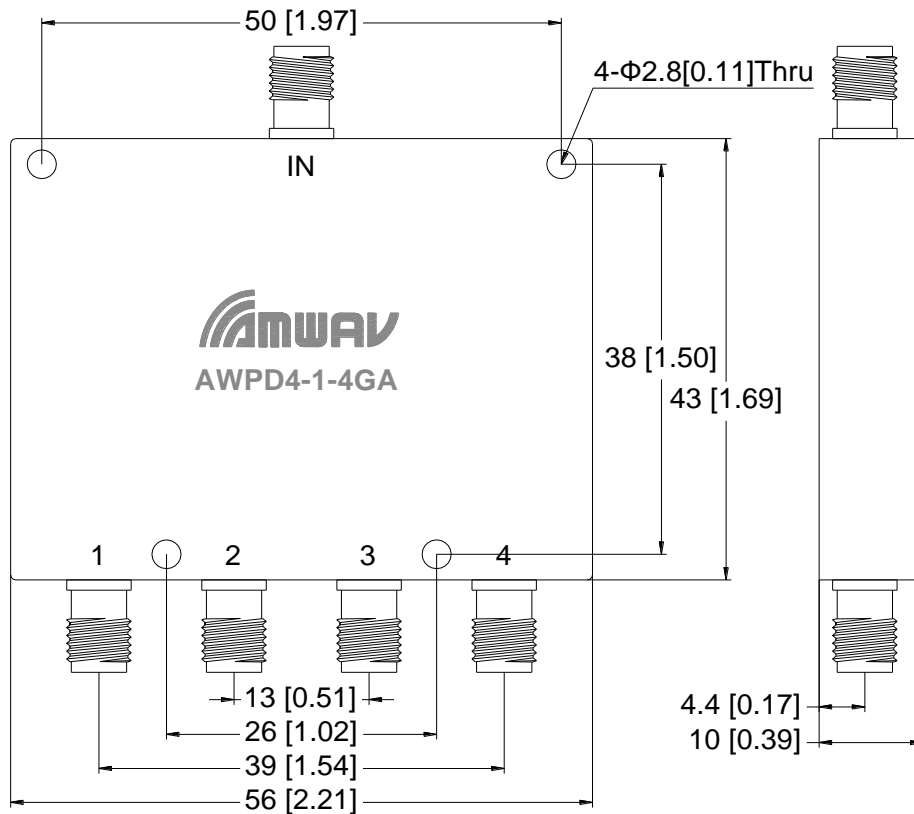 50 [1.97]
4-Φ2.8[0.11]Thru
IN
AMWAV
AWPD4-1-4GA
38 [1.50]
43 [1.69]
1 2 3 4
13 [0.51]
26 [1.02]
39 [1.54]
56 [2.21]
4.4 [0.17]
10 [0.39]